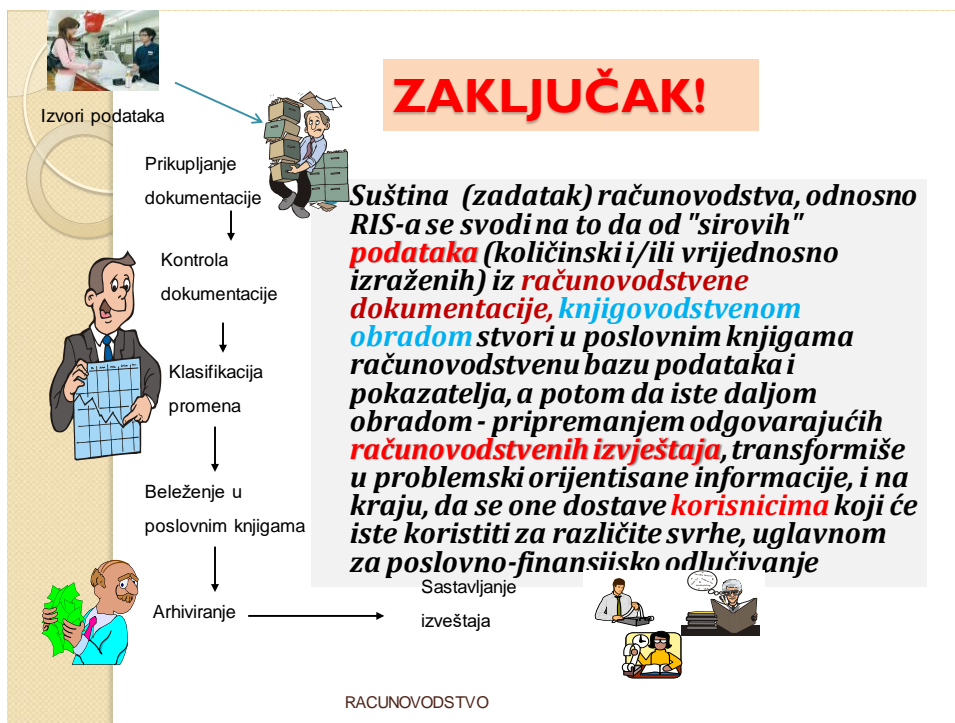 ZAKLJUČAK!
Izvori podataka
Prikupljanje
dokumentacije
Kontrola
dokumentacije
Klasifikacija
promena
Beleženje u
poslovnim knjigama
Arhiviranje
Sastavljanje
izveštaja
Suština (zadatak) računovodstva, odnosno
RIS-a se svodi na to da od "sirovih"
podataka (količinski i/ili vrijednosno
izraženih) iz računovodstvene
dokumentacije, knjigovodstvenom
obradom stvori u poslovnim knjigama
računovodstvenu bazu podataka i
pokazatelja, a potom da iste daljom
obradom - pripremanjem odgovarajućih
računovodstvenih izvještaja, transformiše
u problemski orijentisane informacije, i na
kraju, da se one dostave korisnicima koji će
iste koristiti za različite svrhe, uglavnom
za poslovno-finansijsko odlučivanje
RACUNOVODSTVO